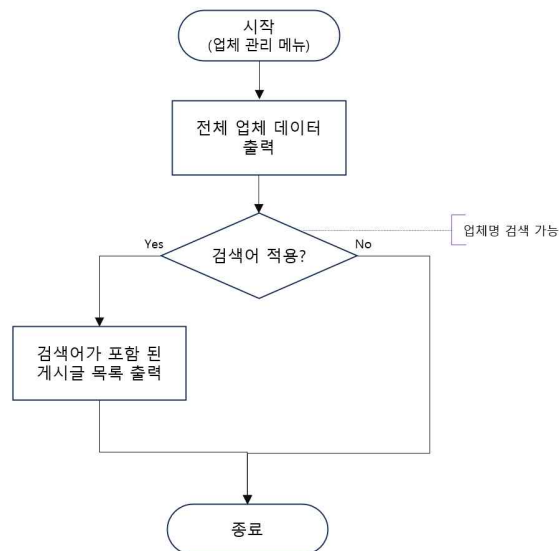 시작
(업체 관리 메뉴)
전체 업체 데이터
출력
업체명 검색 가능
Yes
검색어 적용?
No
검색어가 포함 된
게시글 목록 출력
종료